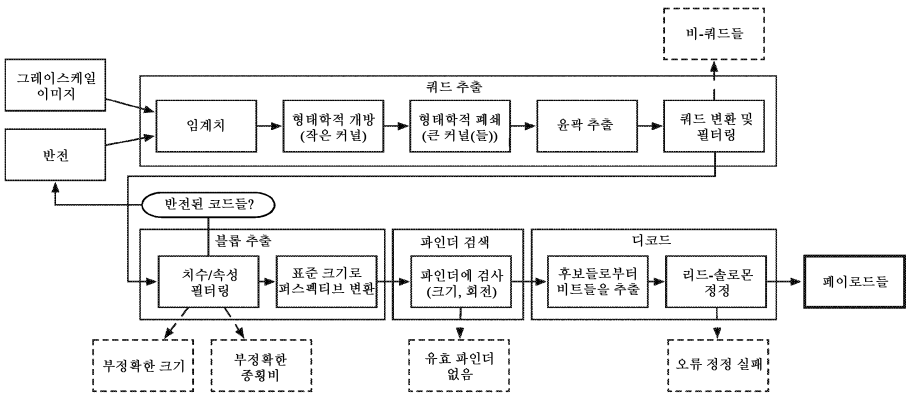 비-쿼드들
그레이스케일
이미지
쿼드 추출
임계치
형태학적 개방
(작은 커널)
형태학적 폐쇄
(큰 커널(들))
윤곽 추출
쿼드 변환 및
필터링
반전
반전된 코드들?
블롭 추출
파인더 검색
디코드
치수/속성
필터링
표준 크기로
퍼스펙티브 변환
파인더에 검사
(크기, 회전)
후보들로부터
비트들을 추출
리드-솔로몬
정정
페이로드들
부정확한 크기
부정확한
종횡비
유효 파인더
없음
오류 정정 실패